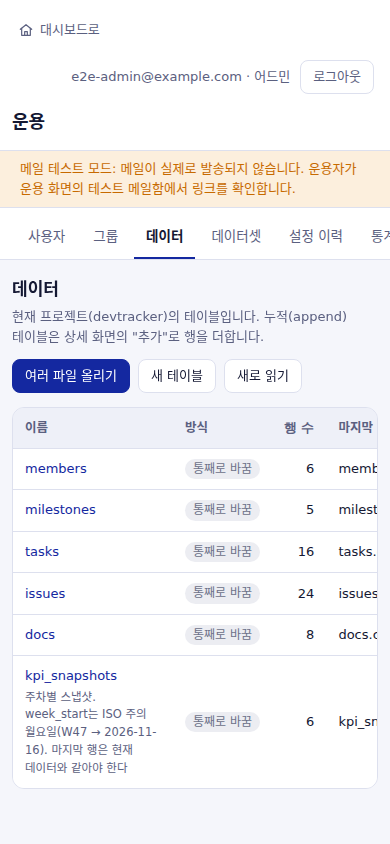 대시보드로
e2e-admin@example.com · 어드민
로그아웃
운용
메일 테스트 모드: 메일이 실제로 발송되지 않습니다. 운용자가
운용 화면의 테스트 메일함에서 링크를 확인합니다.
사용자 그룹 데이터 데이터셋 설정 이력 통계
데이터
현재 프로젝트(devtracker)의 테이블입니다. 누적(append)
테이블은 상세 화면의 "추가"로 행을 더합니다.
여러 파일 올리기 새 테이블 새로 읽기
이름 방식 행 수 마지막
members 통째로 바꿈 6 memb
milestones 통째로 바꿈 5 milest
tasks 통째로 바꿈 16 tasks.
issues 통째로 바꿈 24 issues
docs 통째로 바꿈 8 docs.c
kpi_snapshots
주차별 스냅샷.
week_start는 ISO 주의
월요일(W47 → 2026-11-
16). 마지막 행은 현재
데이터와 같아야 한다
통째로 바꿈 6 kpi_sn